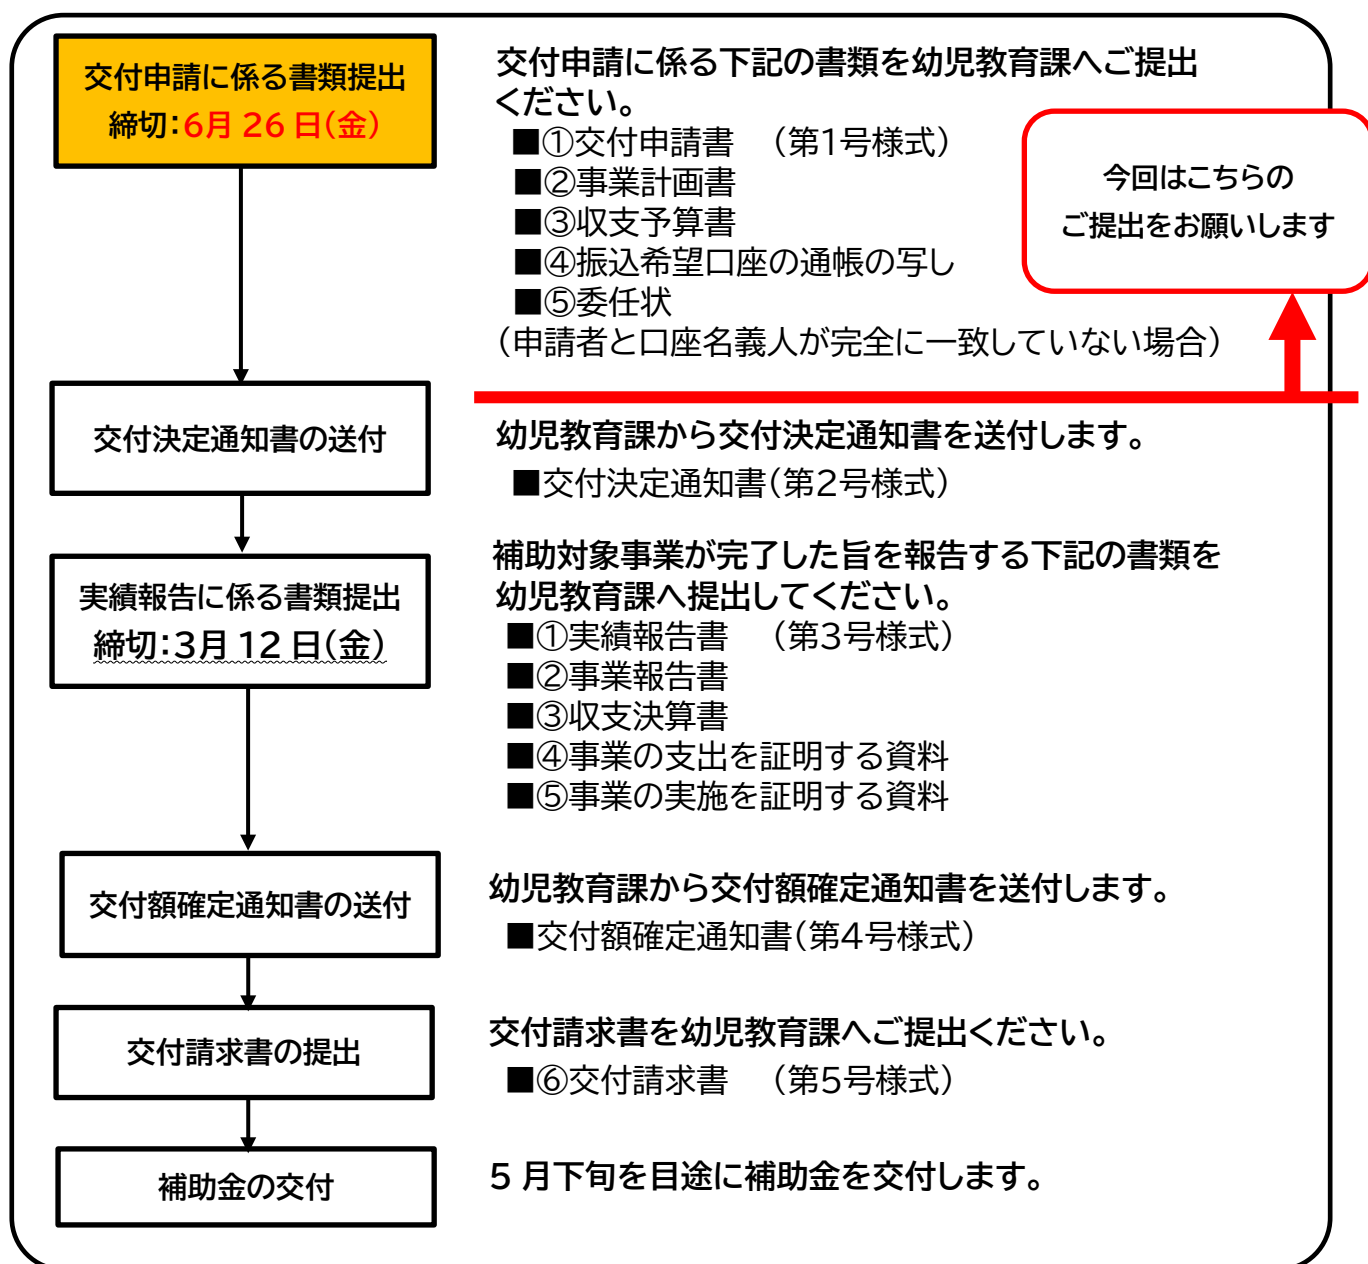 交付申請に係る書類提出
締切：6月 26 日（金）
交付申請に係る下記の書類を幼児教育課へご提出
ください。
■①交付申請書　（第1号様式）
■②事業計画書
■③収支予算書
■④振込希望口座の通帳の写し
■⑤委任状
（申請者と口座名義人が完全に一致していない場合）
今回はこちらの
ご提出をお願いします
交付決定通知書の送付
幼児教育課から交付決定通知書を送付します。
■交付決定通知書（第2号様式）
実績報告に係る書類提出
締切：3月 12 日（金）
補助対象事業が完了した旨を報告する下記の書類を
幼児教育課へ提出してください。
■①実績報告書　（第3号様式）
■②事業報告書
■③収支決算書
■④事業の支出を証明する資料
■⑤事業の実施を証明する資料
交付額確定通知書の送付
幼児教育課から交付額確定通知書を送付します。
■交付額確定通知書（第4号様式）
交付請求書の提出
交付請求書を幼児教育課へご提出ください。
■⑥交付請求書　（第5号様式）
補助金の交付
5 月下旬を目途に補助金を交付します。